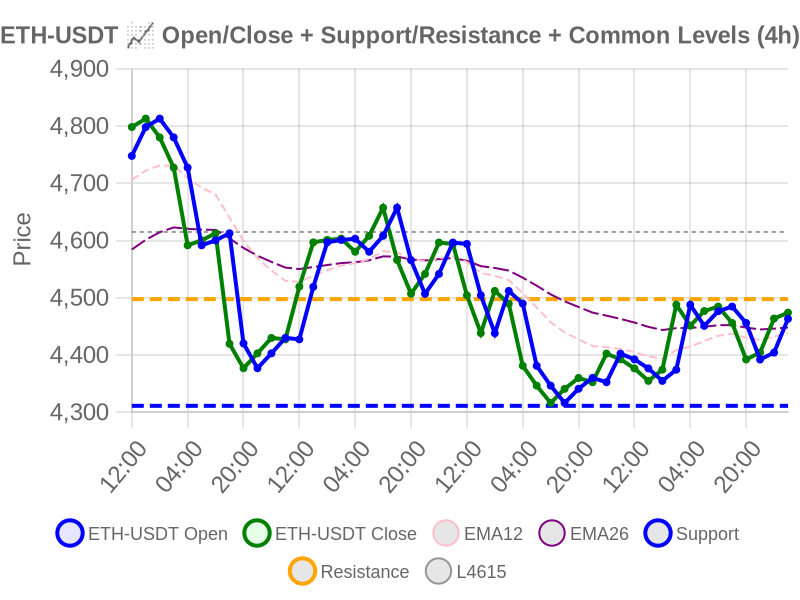 ETH-USDT 📈 Open/Close + Support/Resistance + Common Levels (4h)
4,900
4,800
4,700
4,600
4,500
4,400
4,300
Price
12:00
04:00
20:00
12:00
04:00
20:00
12:00
04:00
20:00
12:00
04:00
20:00
ETH-USDT Open
ETH-USDT Close
EMA12
EMA26
Support
Resistance
L4615